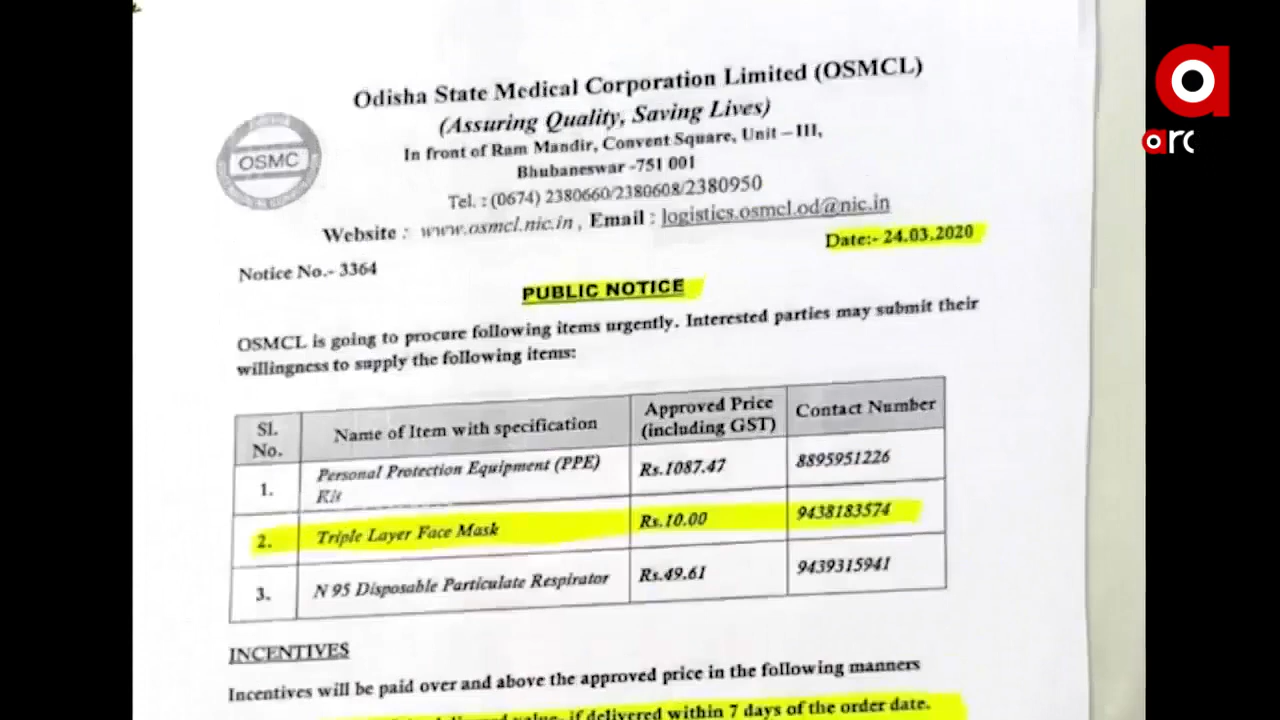 Odisha State Medical Corporation Limited (OSMCL)
(Assuring Quality, Saving Lives)
In front of Ram Mandir, Convent Square, Unit – III,
Bhubaneswar -751 001
Tel. : (0674) 2380660/2380608/2380950
Website : www.osmcl.nic.in , Email : logistics.osmcl.od@nic.in
OSMC
Date:- 24.03.2020
Notice No.- 3364
PUBLIC NOTICE
OSMCL is going to procure following items urgently. Interested parties may submit their
willingness to supply the following items:
Sl. No. Name of Item with specification Approved Price (including GST) Contact Number
1. Personal Protection Equipment (PPE) Kit Rs.1087.47 8895951226
2. Triple Layer Face Mask Rs.10.00 9438183574
3. N 95 Disposable Particulate Respirator Rs.49.61 9439315941
INCENTIVES
Incentives will be paid over and above the approved price in the following manners
value, if delivered within 7 days of the order date.
a
arc